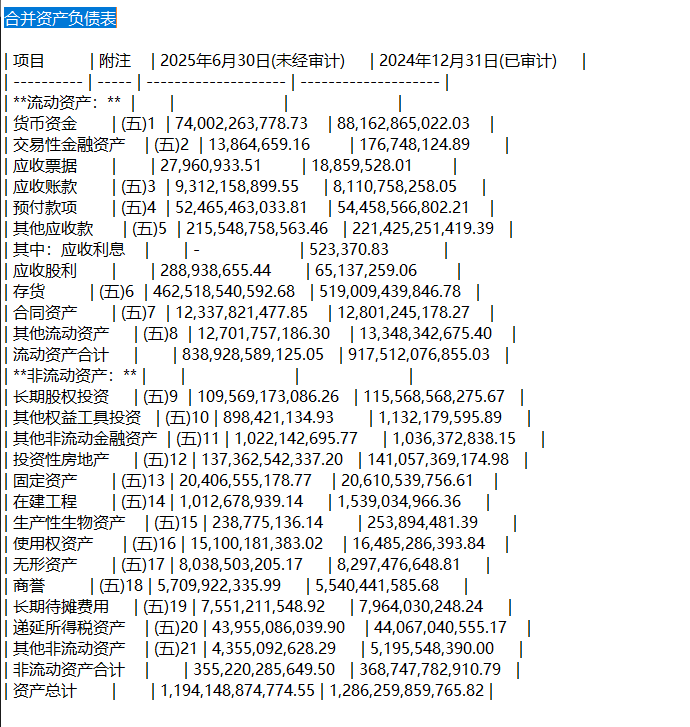 合并资产负债表
| 项目 | 附注 | 2025年6月30日(未经审计) | 2024年12月31日(已审计) |
| ---------- | ----- | -------------------- | -------------------- |
| **流动资产：** | | | |
| 货币资金 | (五)1 | 74,002,263,778.73 | 88,162,865,022.03 |
| 交易性金融资产 | (五)2 | 13,864,659.16 | 176,748,124.89 |
| 应收票据 | | 27,960,933.51 | 18,859,528.01 |
| 应收账款 | (五)3 | 9,312,158,899.55 | 8,110,758,258.05 |
| 预付款项 | (五)4 | 52,465,463,033.81 | 54,458,566,802.21 |
| 其他应收款 | (五)5 | 215,548,758,563.46 | 221,425,251,419.39 |
| 其中：应收利息 | | - | 523,370.83 |
| 应收股利 | | 288,938,655.44 | 65,137,259.06 |
| 存货 | (五)6 | 462,518,540,592.68 | 519,009,439,846.78 |
| 合同资产 | (五)7 | 12,337,821,477.85 | 12,801,245,178.27 |
| 其他流动资产 | (五)8 | 12,701,757,186.30 | 13,348,342,675.40 |
| 流动资产合计 | | 838,928,589,125.05 | 917,512,076,855.03 |
| **非流动资产：** | | | |
| 长期股权投资 | (五)9 | 109,569,173,086.26 | 115,568,568,275.67 |
| 其他权益工具投资 | (五)10 | 898,421,134.93 | 1,132,179,595.89 |
| 其他非流动金融资产 | (五)11 | 1,022,142,695.77 | 1,036,372,838.15 |
| 投资性房地产 | (五)12 | 137,362,542,337.20 | 141,057,369,174.98 |
| 固定资产 | (五)13 | 20,406,555,178.77 | 20,610,539,756.61 |
| 在建工程 | (五)14 | 1,012,678,939.14 | 1,539,034,966.36 |
| 生产性生物资产 | (五)15 | 238,775,136.14 | 253,894,481.39 |
| 使用权资产 | (五)16 | 15,100,181,383.02 | 16,485,286,393.84 |
| 无形资产 | (五)17 | 8,038,503,205.17 | 8,297,476,648.81 |
| 商誉 | (五)18 | 5,709,922,335.99 | 5,540,441,585.68 |
| 长期待摊费用 | (五)19 | 7,551,211,548.92 | 7,964,030,248.24 |
| 递延所得税资产 | (五)20 | 43,955,086,039.90 | 44,067,040,555.17 |
| 其他非流动资产 | (五)21 | 4,355,092,628.29 | 5,195,548,390.00 |
| 非流动资产合计 | | 355,220,285,649.50 | 368,747,782,910.79 |
| 资产总计 | | 1,194,148,874,774.55 | 1,286,259,859,765.82 |